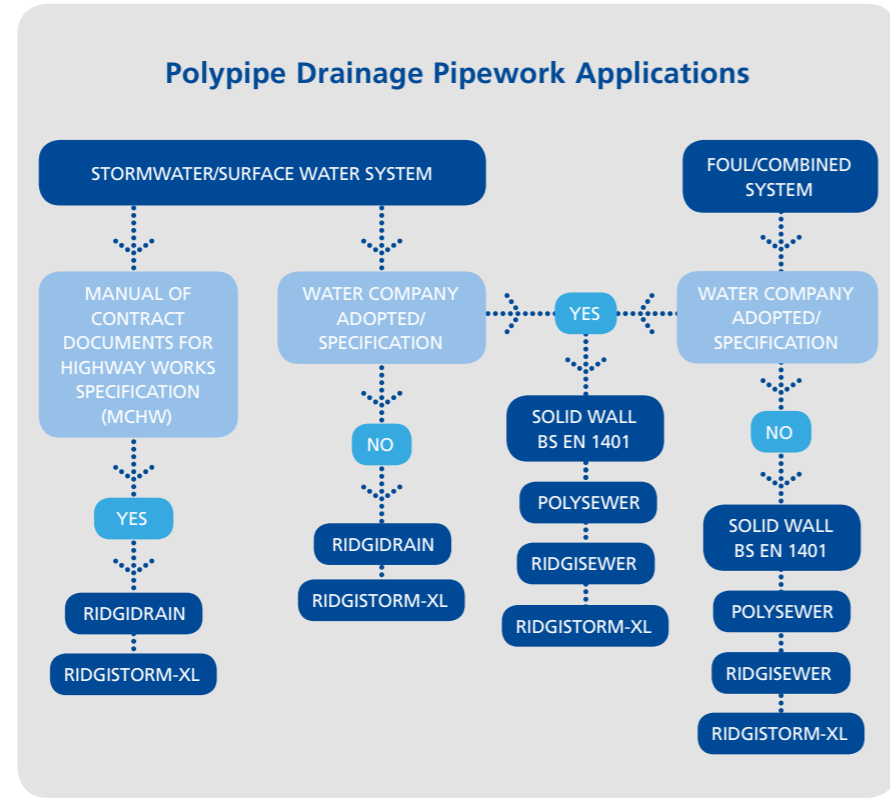 Polypipe Drainage Pipework Applications
STORMWATER/SURFACE WATER SYSTEM
FOUL/COMBINED
SYSTEM
MANUAL OF
CONTRACT
DOCUMENTS FOR
HIGHWAY WORKS
SPECIFICATION
(MCHW)
YES
RIDGIDRAIN
RIDGISTORM-XL
WATER COMPANY
ADOPTED/
SPECIFICATION
NO
RIDGIDRAIN
RIDGISTORM-XL
YES
SOLID WALL
BS EN 1401
POLYSEWER
RIDGISEWER
RIDGISTORM-XL
WATER COMPANY
ADOPTED/
SPECIFICATION
NO
SOLID WALL
BS EN 1401
POLYSEWER
RIDGISEWER
RIDGISTORM-XL